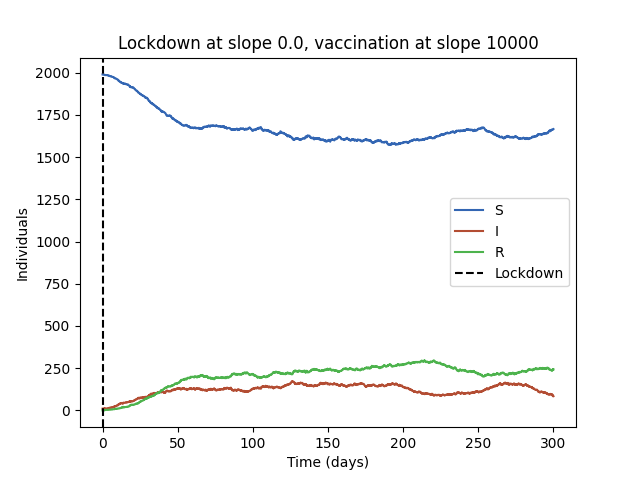 Lockdown at slope 0.0, vaccination at slope 10000
2000
1750
1500
1250
1000
750
500
250
0
Individuals
S
I
R
Lockdown
0 50 100 150 200 250 300
Time (days)